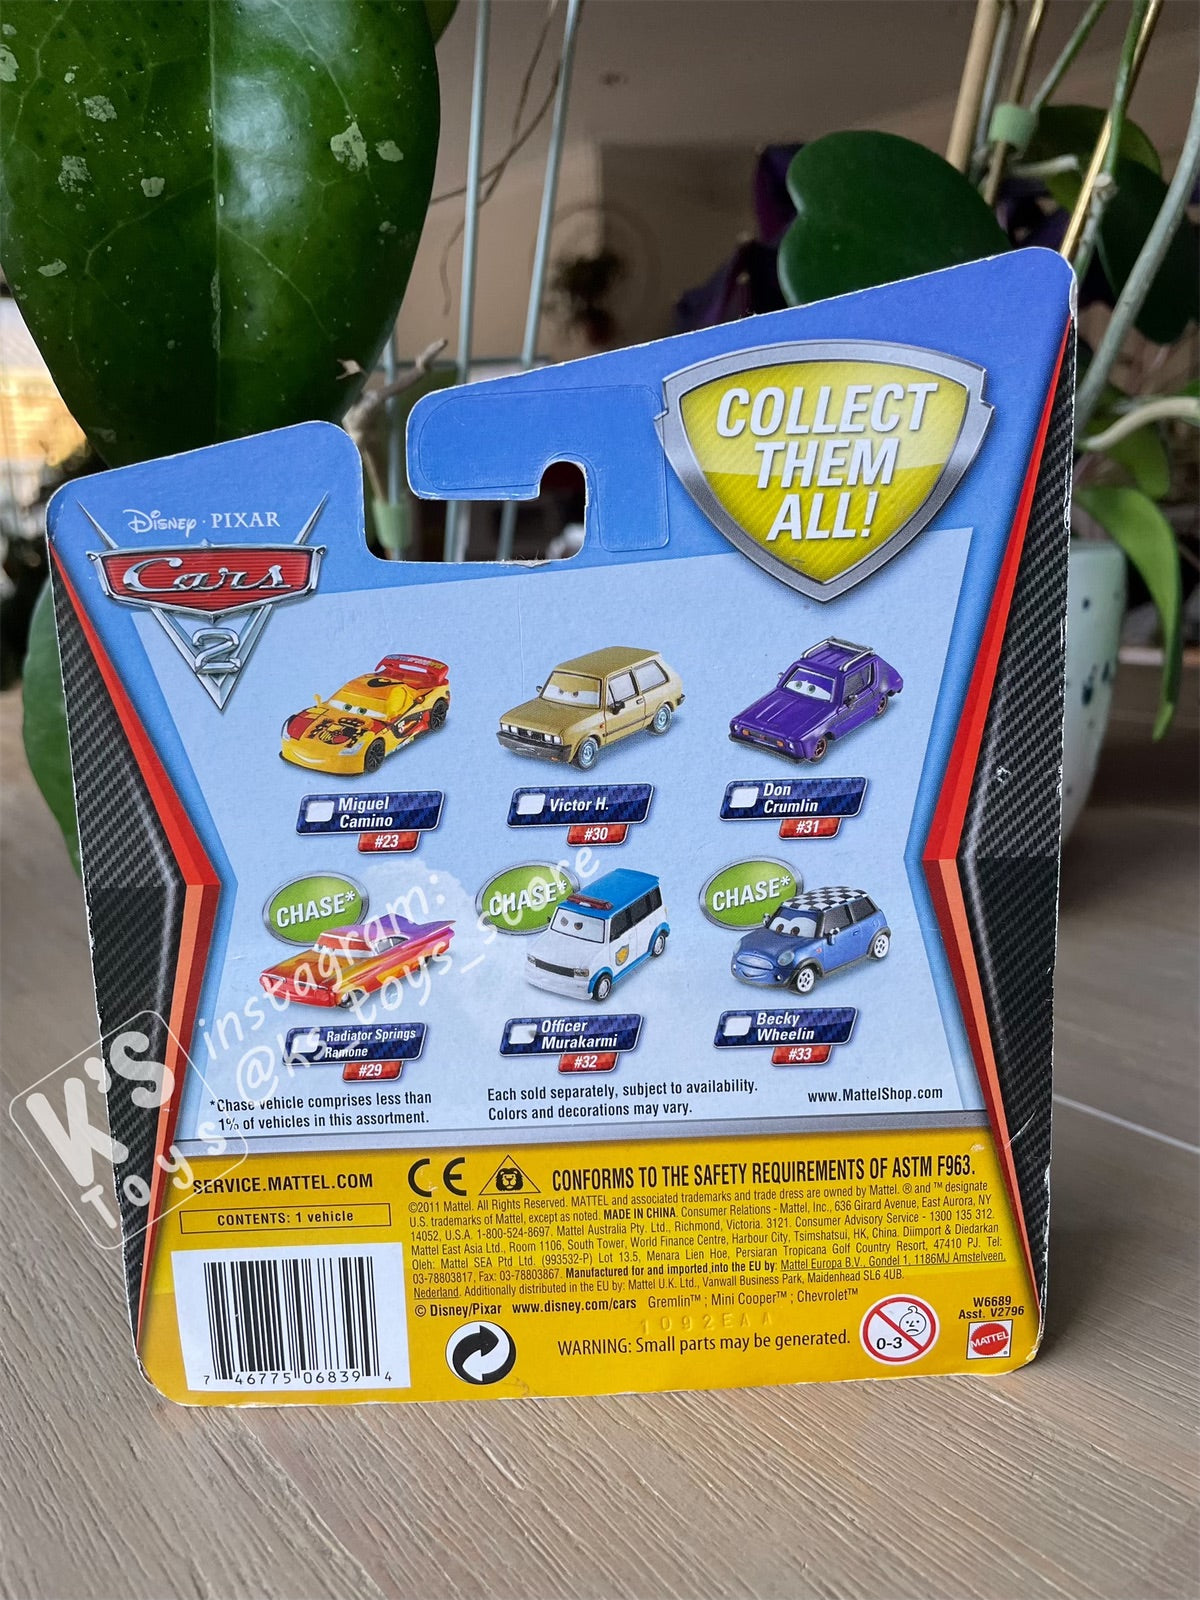 COLLECT
THEM
ALL!
Disney · PIXAR
Cars
2
Miguel
Camino
#23
Victor H.
#30
Don
Crumlin
#31
CHASE*
CHASE*
CHASE*
Radiator Springs
Ramone
#29
Officer
Murakarmi
#32
Becky
Wheelin
#33
*Chase vehicle comprises less than
1% of vehicles in this assortment.
Each sold separately, subject to availability.
Colors and decorations may vary.
www.MattelShop.com
instagram:
@ks_toys_store
K'S
Toys
SERVICE.MATTEL.COM
CONTENTS: 1 vehicle
CE
CONFORMS TO THE SAFETY REQUIREMENTS OF ASTM F963.
©2011 Mattel. All Rights Reserved. MATTEL and associated trademarks and trade dress are owned by Mattel. ® and ™ designate
U.S. trademarks of Mattel, except as noted. MADE IN CHINA. Consumer Relations - Mattel, Inc., 636 Girard Avenue, East Aurora, NY
14052, U.S.A. 1-800-524-8697. Mattel Australia Pty. Ltd., Richmond, Victoria. 3121. Consumer Advisory Service - 1300 135 312.
Mattel East Asia Ltd., Room 1106, South Tower, World Finance Centre, Harbour City, Tsimshatsui, HK, China. Diimport & Diedarkan
Oleh: Mattel SEA Ptd Ltd. (993532-P) Lot 13.5, Menara Lien Hoe, Persiaran Tropicana Golf Country Resort, 47410 PJ. Tel:
03-78803817, Fax: 03-78803867. Manufactured for and imported into the EU by: Mattel Europa B.V., Gondel 1, 1186MJ Amstelveen,
Nederland. Additionally distributed in the EU by: Mattel U.K. Ltd., Vanwall Business Park, Maidenhead SL6 4UB.
© Disney/Pixar www.disney.com/cars Gremlin™; Mini Cooper™; Chevrolet™
1092EAA
WARNING: Small parts may be generated.
0-3
W6689
Asst. V2796
MATTEL
7 46775 06839 4